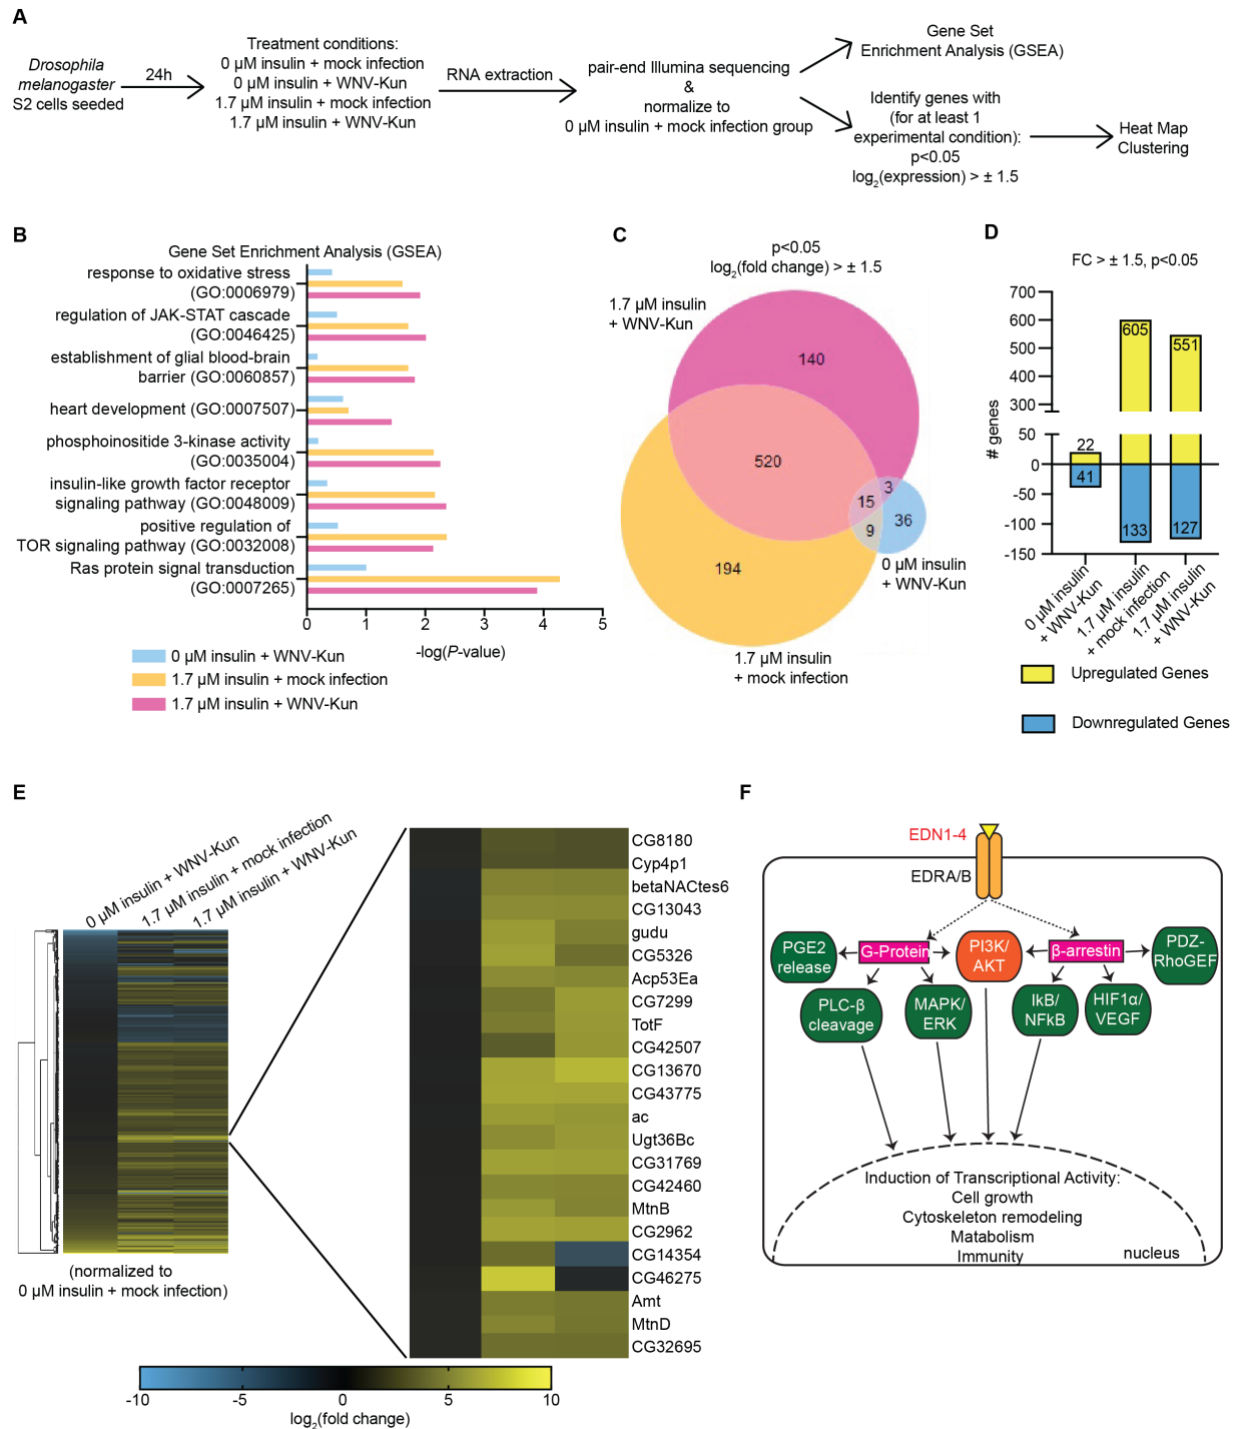 A
Drosophila
melanogaster
S2 cells seeded
24h
Treatment conditions:
0 µM insulin + mock infection
0 µM insulin + WNV-Kun
1.7 µM insulin + mock infection
1.7 µM insulin + WNV-Kun
RNA extraction
pair-end Illumina sequencing
&
normalize to
0 µM insulin + mock infection group
Gene Set
Enrichment Analysis (GSEA)
Identify genes with
(for at least 1
experimental condition):
p<0.05
log2(expression) > ± 1.5
Heat Map
Clustering
B
Gene Set Enrichment Analysis (GSEA)
response to oxidative stress
(GO:0006979)
regulation of JAK-STAT cascade
(GO:0046425)
establishment of glial blood-brain
barrier (GO:0060857)
heart development (GO:0007507)
phosphoinositide 3-kinase activity
(GO:0035004)
insulin-like growth factor receptor
signaling pathway (GO:0048009)
positive regulation of
TOR signaling pathway (GO:0032008)
Ras protein signal transduction
(GO:0007265)
0 1 2 3 4 5
-log(P-value)
0 µM insulin + WNV-Kun
1.7 µM insulin + mock infection
1.7 µM insulin + WNV-Kun
C
p<0.05
log2(fold change) > ± 1.5
1.7 µM insulin
+ WNV-Kun
140
520
3
15
36
9
194
0 µM insulin
+ WNV-Kun
1.7 µM insulin
+ mock infection
D
FC > ± 1.5, p<0.05
# genes
700
600
500
400
300
50
0
-50
-100
-150
22
41
605
133
551
127
0 µM insulin
+ WNV-Kun
1.7 µM insulin
+ mock infection
1.7 µM insulin
+ WNV-Kun
Upregulated Genes
Downregulated Genes
E
0 µM insulin + WNV-Kun
1.7 µM insulin + mock infection
1.7 µM insulin + WNV-Kun
(normalized to
0 µM insulin + mock infection)
CG8180
Cyp4p1
betaNACtes6
CG13043
gudu
CG5326
Acp53Ea
CG7299
TotF
CG42507
CG13670
CG43775
ac
Ugt36Bc
CG31769
CG42460
MtnB
CG2962
CG14354
CG46275
Amt
MtnD
CG32695
-10 -5 0 5 10
log2(fold change)
F
EDN1-4
EDRA/B
PGE2
release
G-Protein
PI3K/
AKT
β-arrestin
PDZ-
RhoGEF
PLC-β
cleavage
MAPK/
ERK
IkB/
NFkB
HIF1α/
VEGF
Induction of Transcriptional Activity:
Cell growth
Cytoskeleton remodeling
Matabolism
Immunity
nucleus